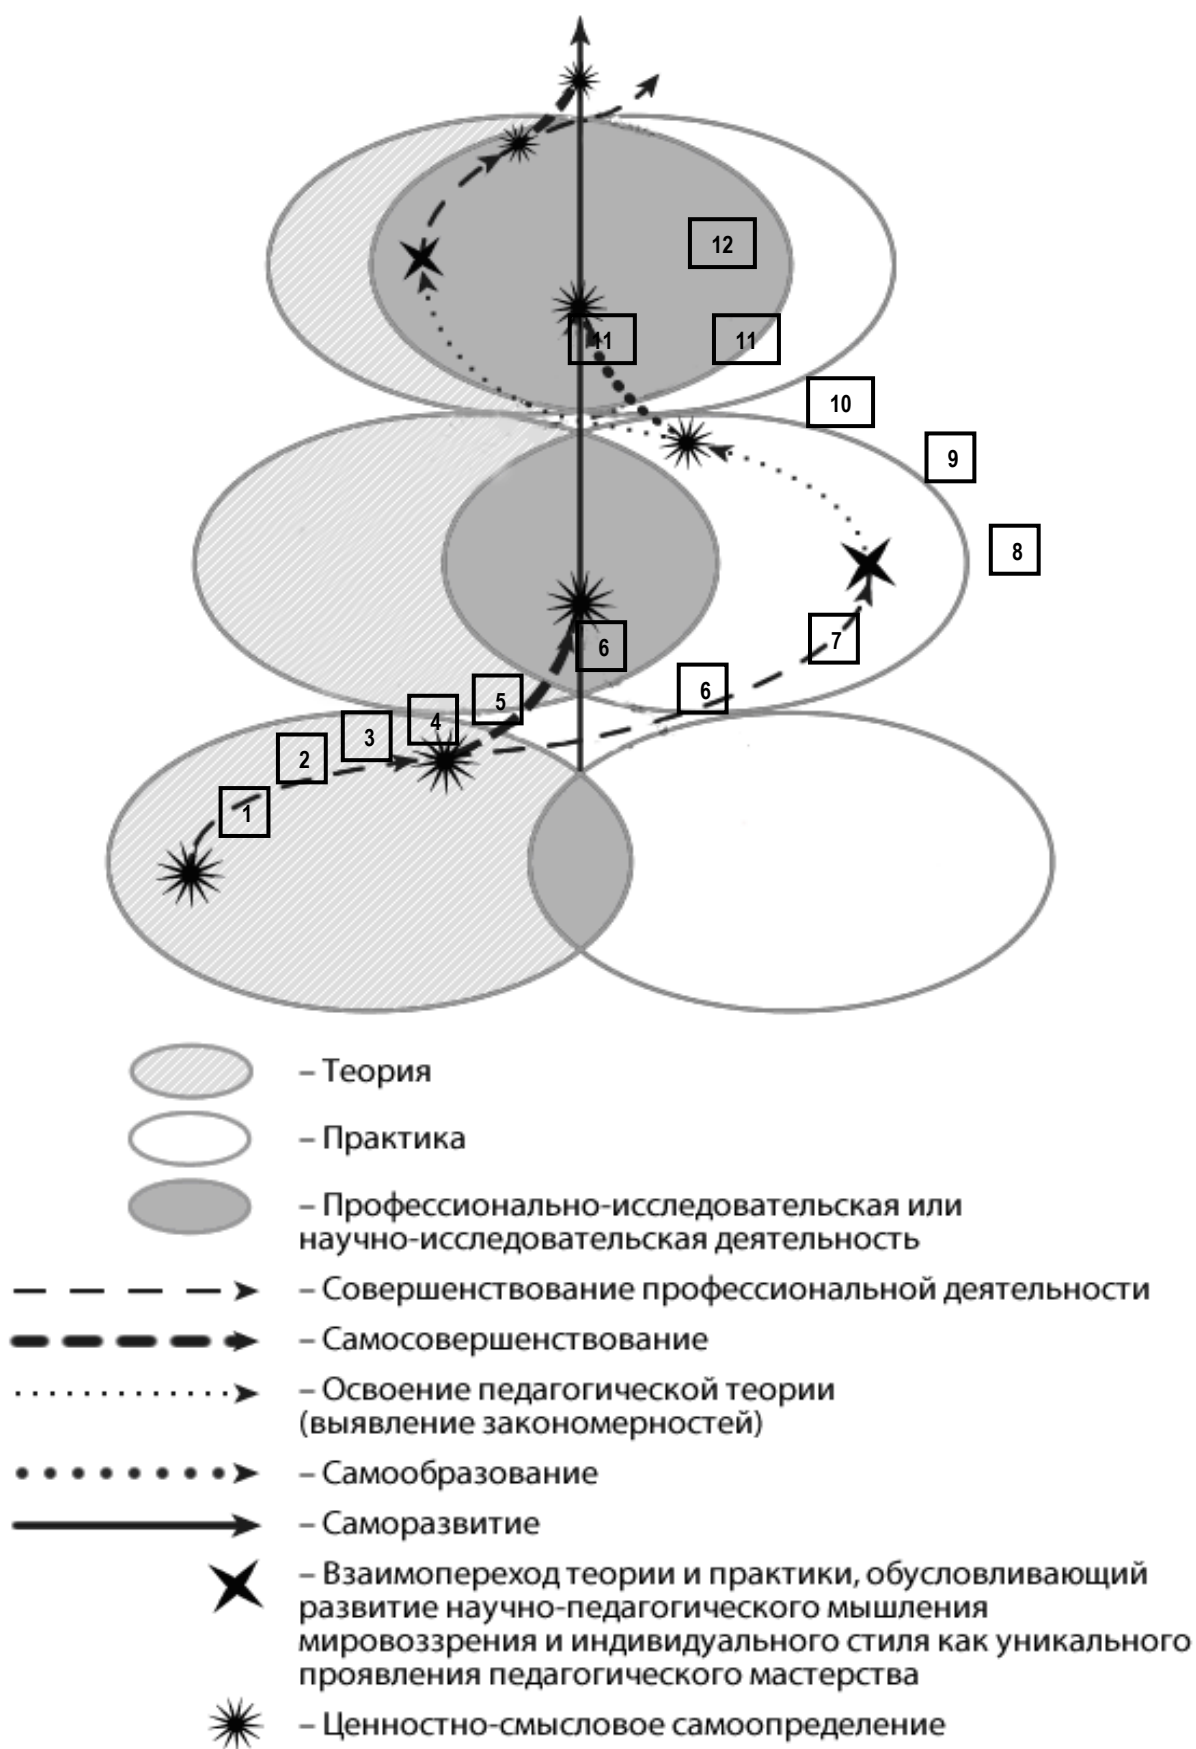 12
11
11
10
9
8
7
6
6
5
4
3
2
1
– Теория
– Практика
– Профессионально-исследовательская или
научно-исследовательская деятельность
– Совершенствование профессиональной деятельности
– Самосовершенствование
– Освоение педагогической теории
(выявление закономерностей)
– Самообразование
– Саморазвитие
– Взаимопереход теории и практики, обусловливающий
развитие научно-педагогического мышления
мировоззрения и индивидуального стиля как уникального
проявления педагогического мастерства
– Ценностно-смысловое самоопределение